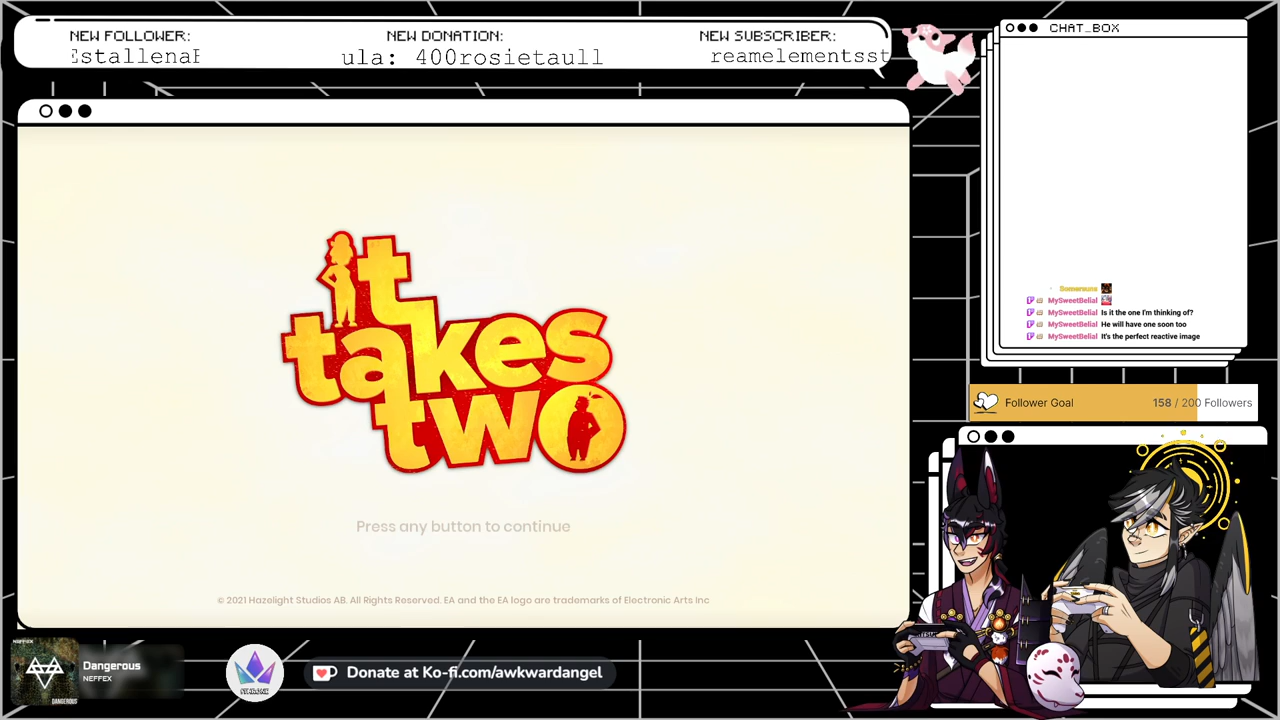 NEW FOLLOWER:
NEW DONATION:
NEW SUBSCRIBER:
ula: 400rosietaull
reamelementsst
CHAT_BOX
it
takes
two
Press any button to continue
© 2021 Hazelight Studios AB. All Rights Reserved. EA and the EA logo are trademarks of Electronic Arts Inc
MySweetBelial
MySweetBelial Is it the one I'm thinking of?
MySweetBelial He will have one soon too
MySweetBelial It's the perfect reactive image
Follower Goal
158 / 200 Followers
NEFFEX
DANGEROUS
Dangerous
NEFFEX
Donate at Ko-fi.com/awkwardangel